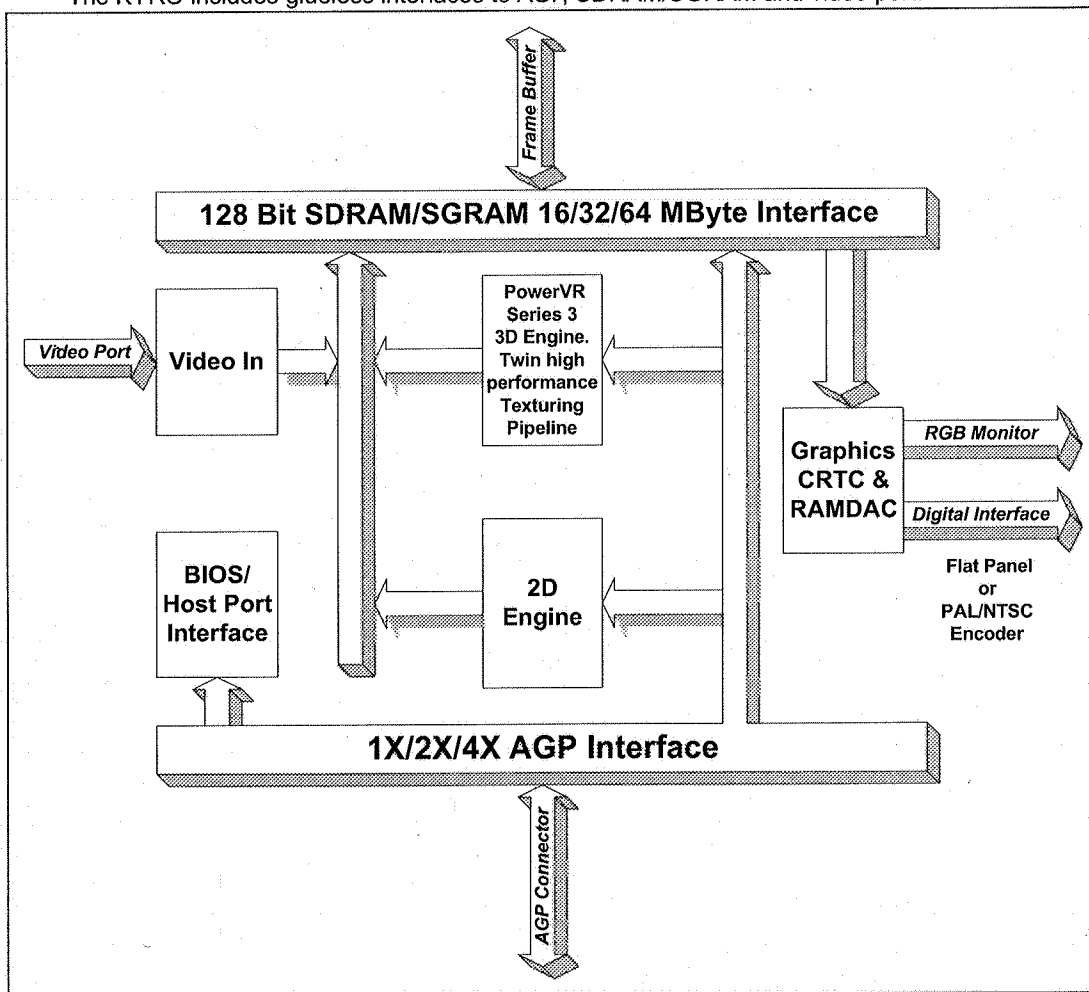 Frame Buffer
128 Bit SDRAM/SGRAM 16/32/64 MByte Interface
Video Port
Video In
PowerVR
Series 3
3D Engine.
Twin high
performance
Texturing
Pipeline
Graphics
CRTC &
RAMDAC
RGB Monitor
Digital Interface
Flat Panel
or
PAL/NTSC
Encoder
BIOS/
Host Port
Interface
2D
Engine
1X/2X/4X AGP Interface
AGP Connector